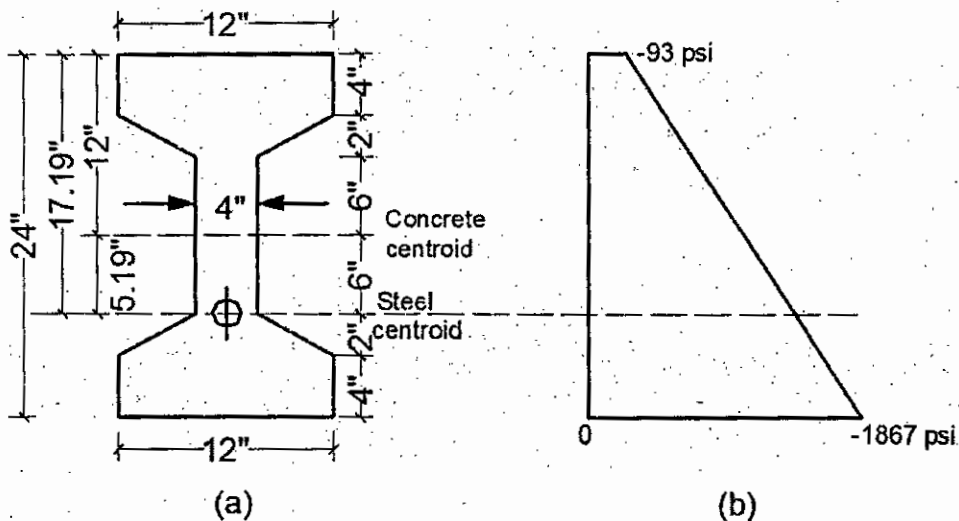 12"
-93 psi
4"
2"
12"
17.19"
24"
6"
4"
Concrete
centroid
5.19"
6"
Steel
centroid
2"
4"
12"
0
-1867 psi
(a)
(b)